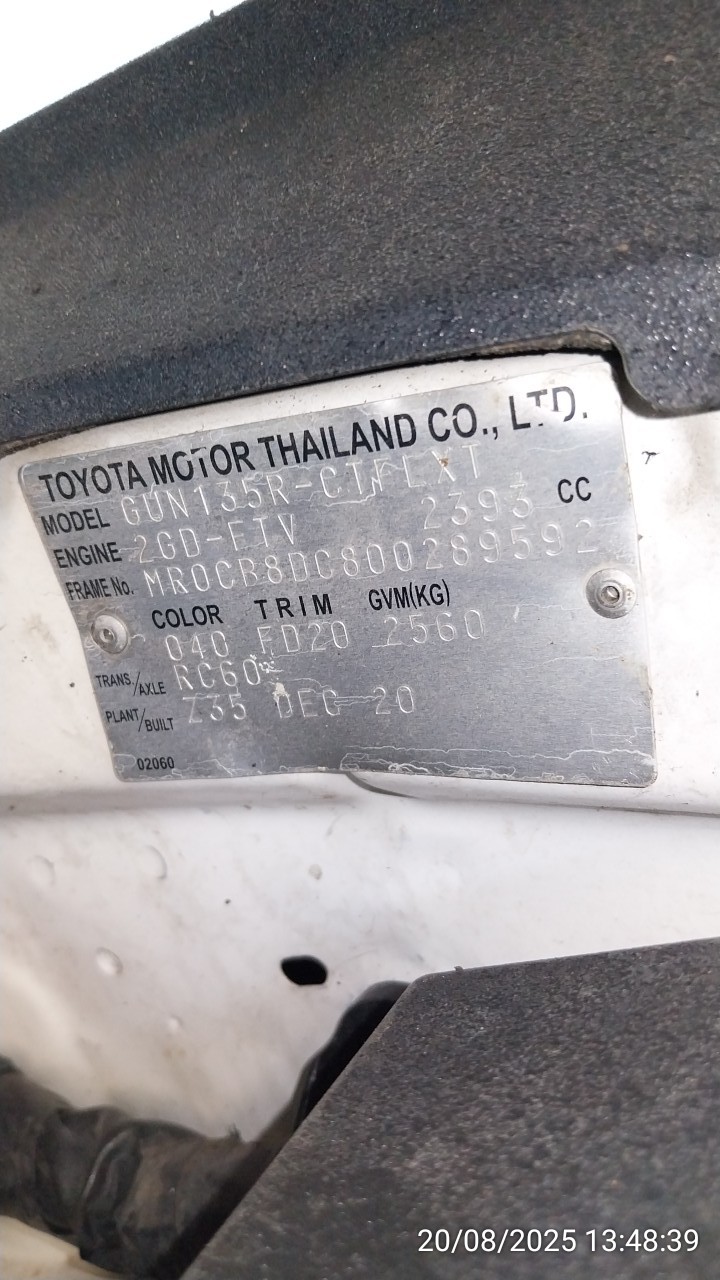 TOYOTA MOTOR THAILAND CO., LTD.
MODEL GUN135R-CTFLXT
ENGINE 2GD-FTV 2393 CC
FRAME No. MR0CB8DC800289592
COLOR TRIM GVM(KG)
040 FD20 2560
TRANS./AXLE RC60
PLANT/BUILT Z35 DEC-20
02060
20/08/2025 13:48:39